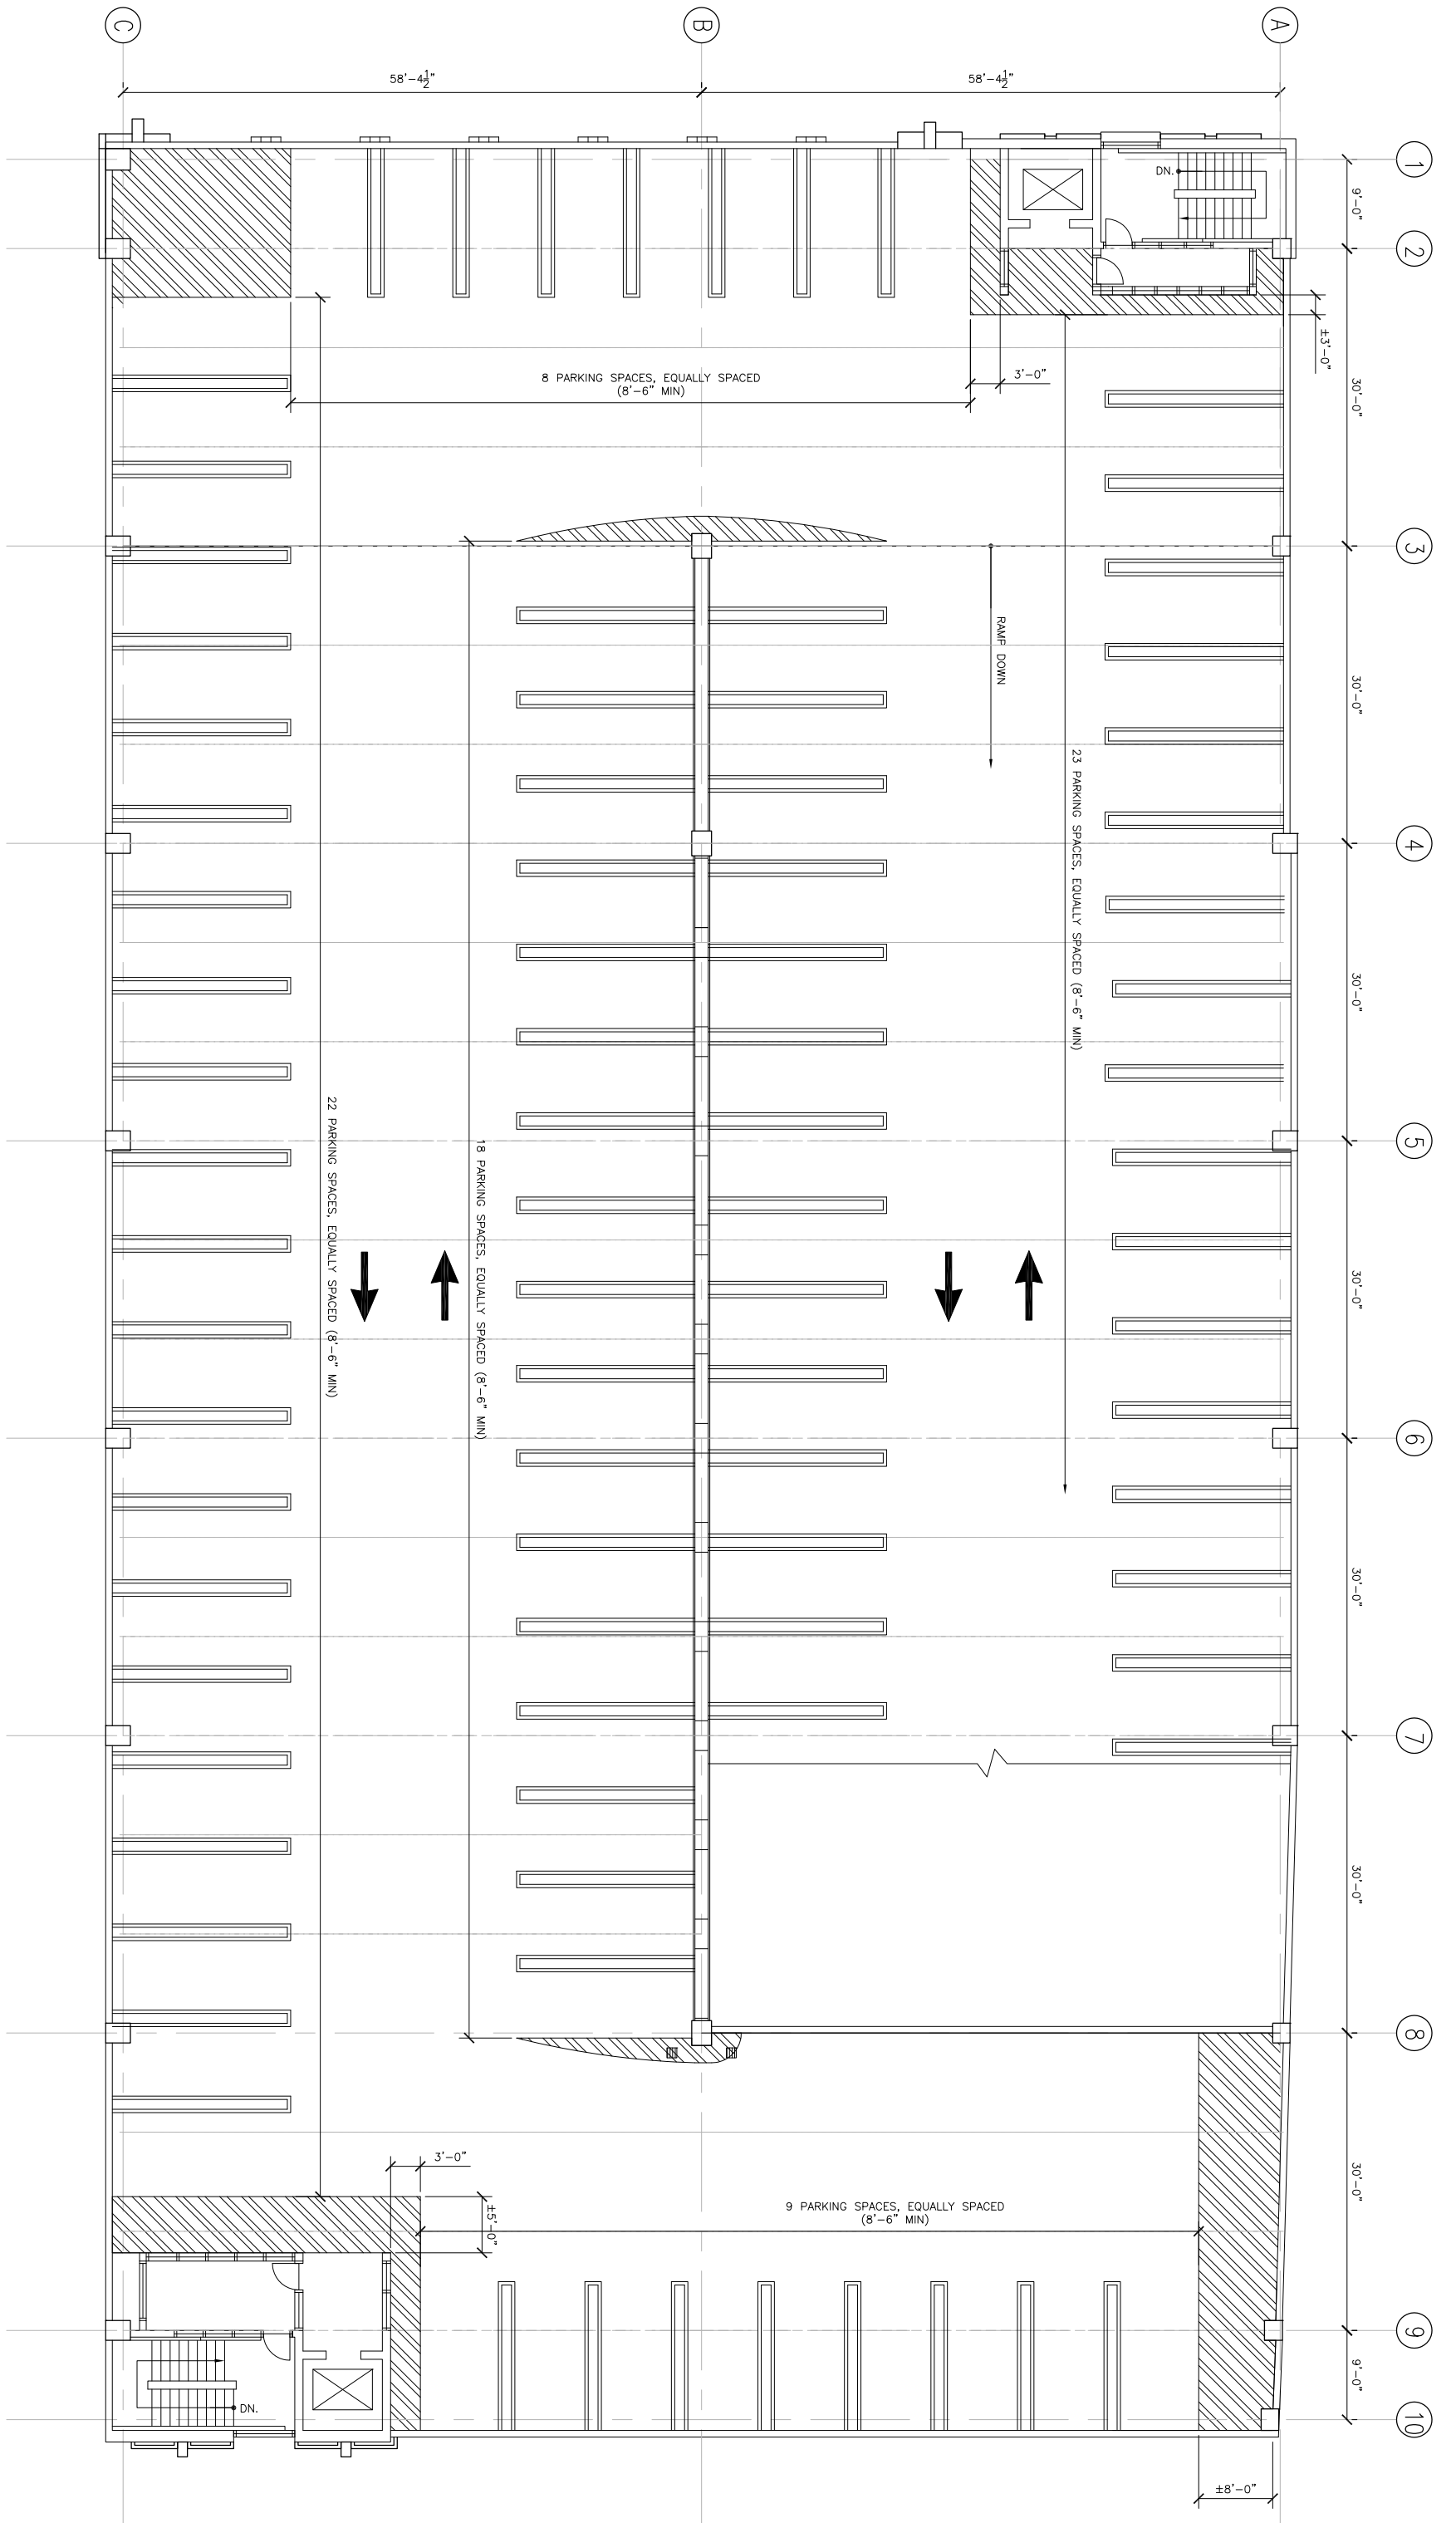 C
B
A
58'-4½"
58'-4½"
1
DN.
9'-0"
2
±3'-0"
8 PARKING SPACES, EQUALLY SPACED
(8'-6" MIN)
3'-0"
30'-0"
3
RAMP DOWN
30'-0"
23 PARKING SPACES, EQUALLY SPACED (8'-6" MIN)
4
30'-0"
22 PARKING SPACES, EQUALLY SPACED (8'-6" MIN)
18 PARKING SPACES, EQUALLY SPACED (8'-6" MIN)
5
30'-0"
6
30'-0"
7
30'-0"
8
3'-0"
±5'-0"
9 PARKING SPACES, EQUALLY SPACED
(8'-6" MIN)
30'-0"
9
DN.
9'-0"
10
±8'-0"